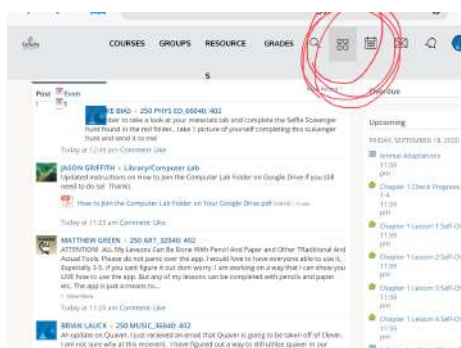 COURSES GROUPS RESOURCE GRADES
S
Post Even
t
Overdue
KE BIAS › 250 PHYS ED_66040: 402
ber to take a look at your materials tab and complete the Selfie Scavenger
Hunt found in the red folder. Take 1 picture of yourself completing this scavenger
hunt and send it to me!
Today at 12:49 pm Comment· Like·
JASON GRIFFITH › Library/Computer Lab
Updated instructions on How to Join the Computer Lab Folder on Google Drive if you still
need to do so! Thanks
How to Join the Computer Lab Folder on Your Google Drive.pdf
Today at 11:53 am Comment· Like·
MATTHEW GREEN › 250 ART_32040: 402
ATTENTION! ALL My Lessons Can Be Done With Pencil And Paper and Other TRaditional And
Actual Tools. Please do not panic over the app. I would love to have everyone able to use it,
Especially 3-5. If you cant figure it out dont worry. I am working on a way that I can show you
LIVE how to use the app. But any of my lessons can be completed with pencils and paper
etc. The app is just a means to...
View More
Today at 11:29 am Comment· Like·
BRIAN LAUCK › 250 MUSIC_36040: 402
An update on Quaver. I just recieved an email that Quaver is going to be taken off of Clever.
I am not sure why at this moment. I have figured out a way to still utilize quaver in our
Upcoming
FRIDAY, SEPTEMBER 18, 2020
Animal Adaptations
11:59
pm
Chapter 1 Check Progress
1-4
11:59
pm
Chapter 1 Lesson 1 Self-Ch
11:59
pm
Chapter 1 Lesson 2 Self-Ch
11:59
pm
Chapter 1 Lesson 3 Self-Ch
11:59
pm
Chapter 1 Lesson 4 Self-Ch
11:59